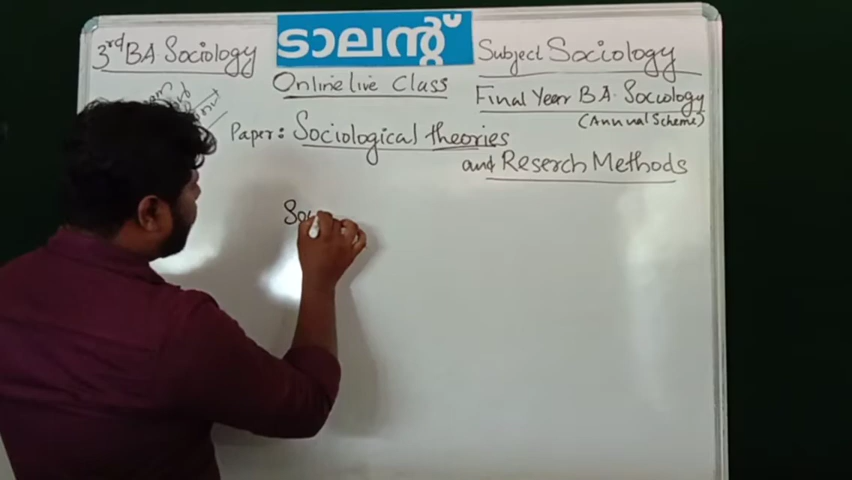 3rd BA Sociology
ടാലന്റ്
Subject Sociology
Online live Class
Final Year B.A. Sociology
(Annual Scheme)
Paper: Sociological theories
and Reserch Methods
So